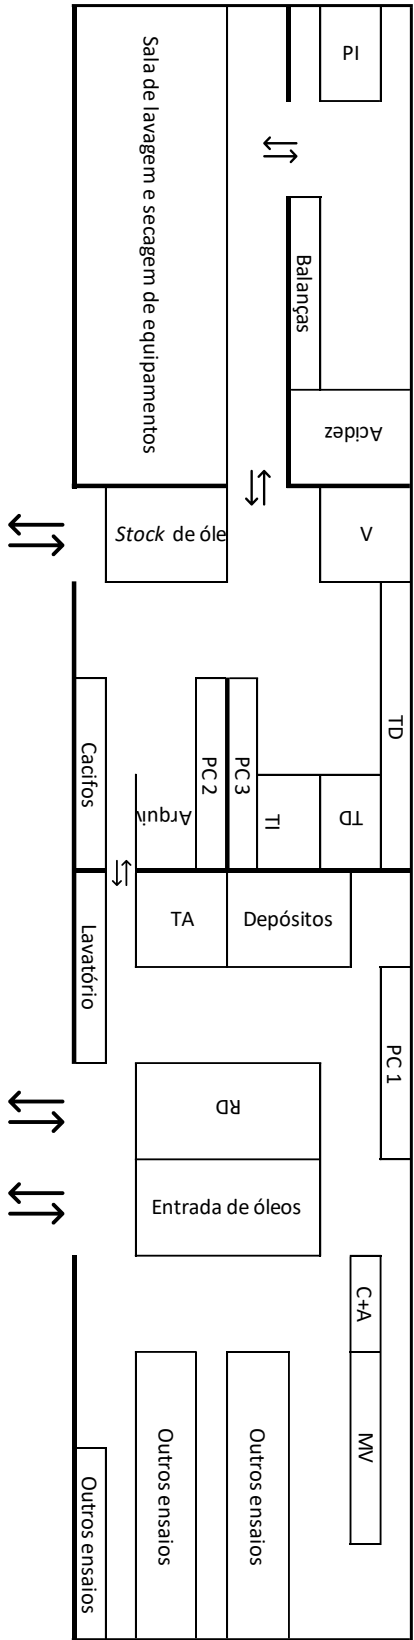 PI
Sala de lavagem e secagem de equipamentos
Balanças
Acidez
Stock de óle
V
TD
Cacifos
PC 2
PC 3
Arquiv
TI
TD
TA
Depósitos
Lavatório
PC 1
RD
Entrada de óleos
C+A
MV
Outros ensaios
Outros ensaios
Outros ensaios